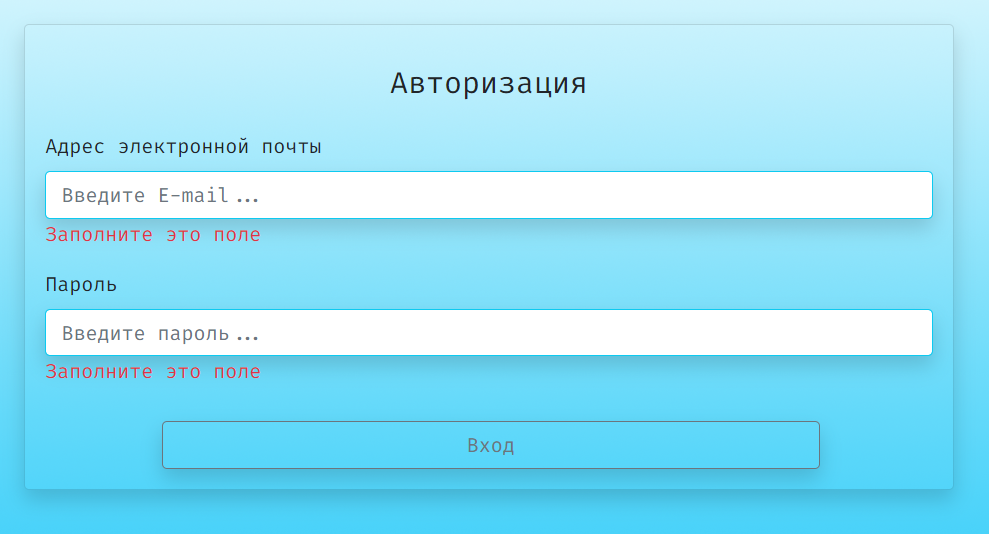 Авторизация
Адрес электронной почты
Введите E-mail...
Заполните это поле
Пароль
Введите пароль...
Заполните это поле
Вход